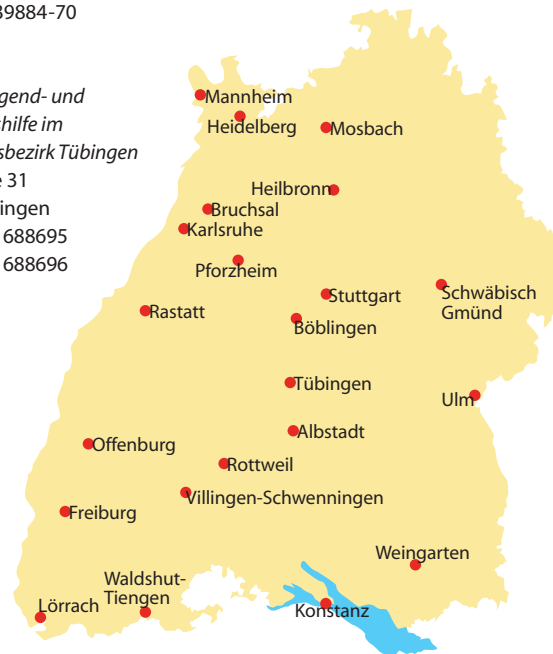 39884-70
gend- und
shilfe im
sbezirk Tübingen
31
ingen
688695
688696
Mannheim
Heidelberg
Mosbach
Heilbronn
Bruchsal
Karlsruhe
Pforzheim
Stuttgart
Schwäbisch
Gmünd
Rastatt
Böblingen
Tübingen
Ulm
Albstadt
Offenburg
Rottweil
Villingen-Schwenningen
Freiburg
Weingarten
Waldshut-
Tiengen
Lörrach
Konstanz